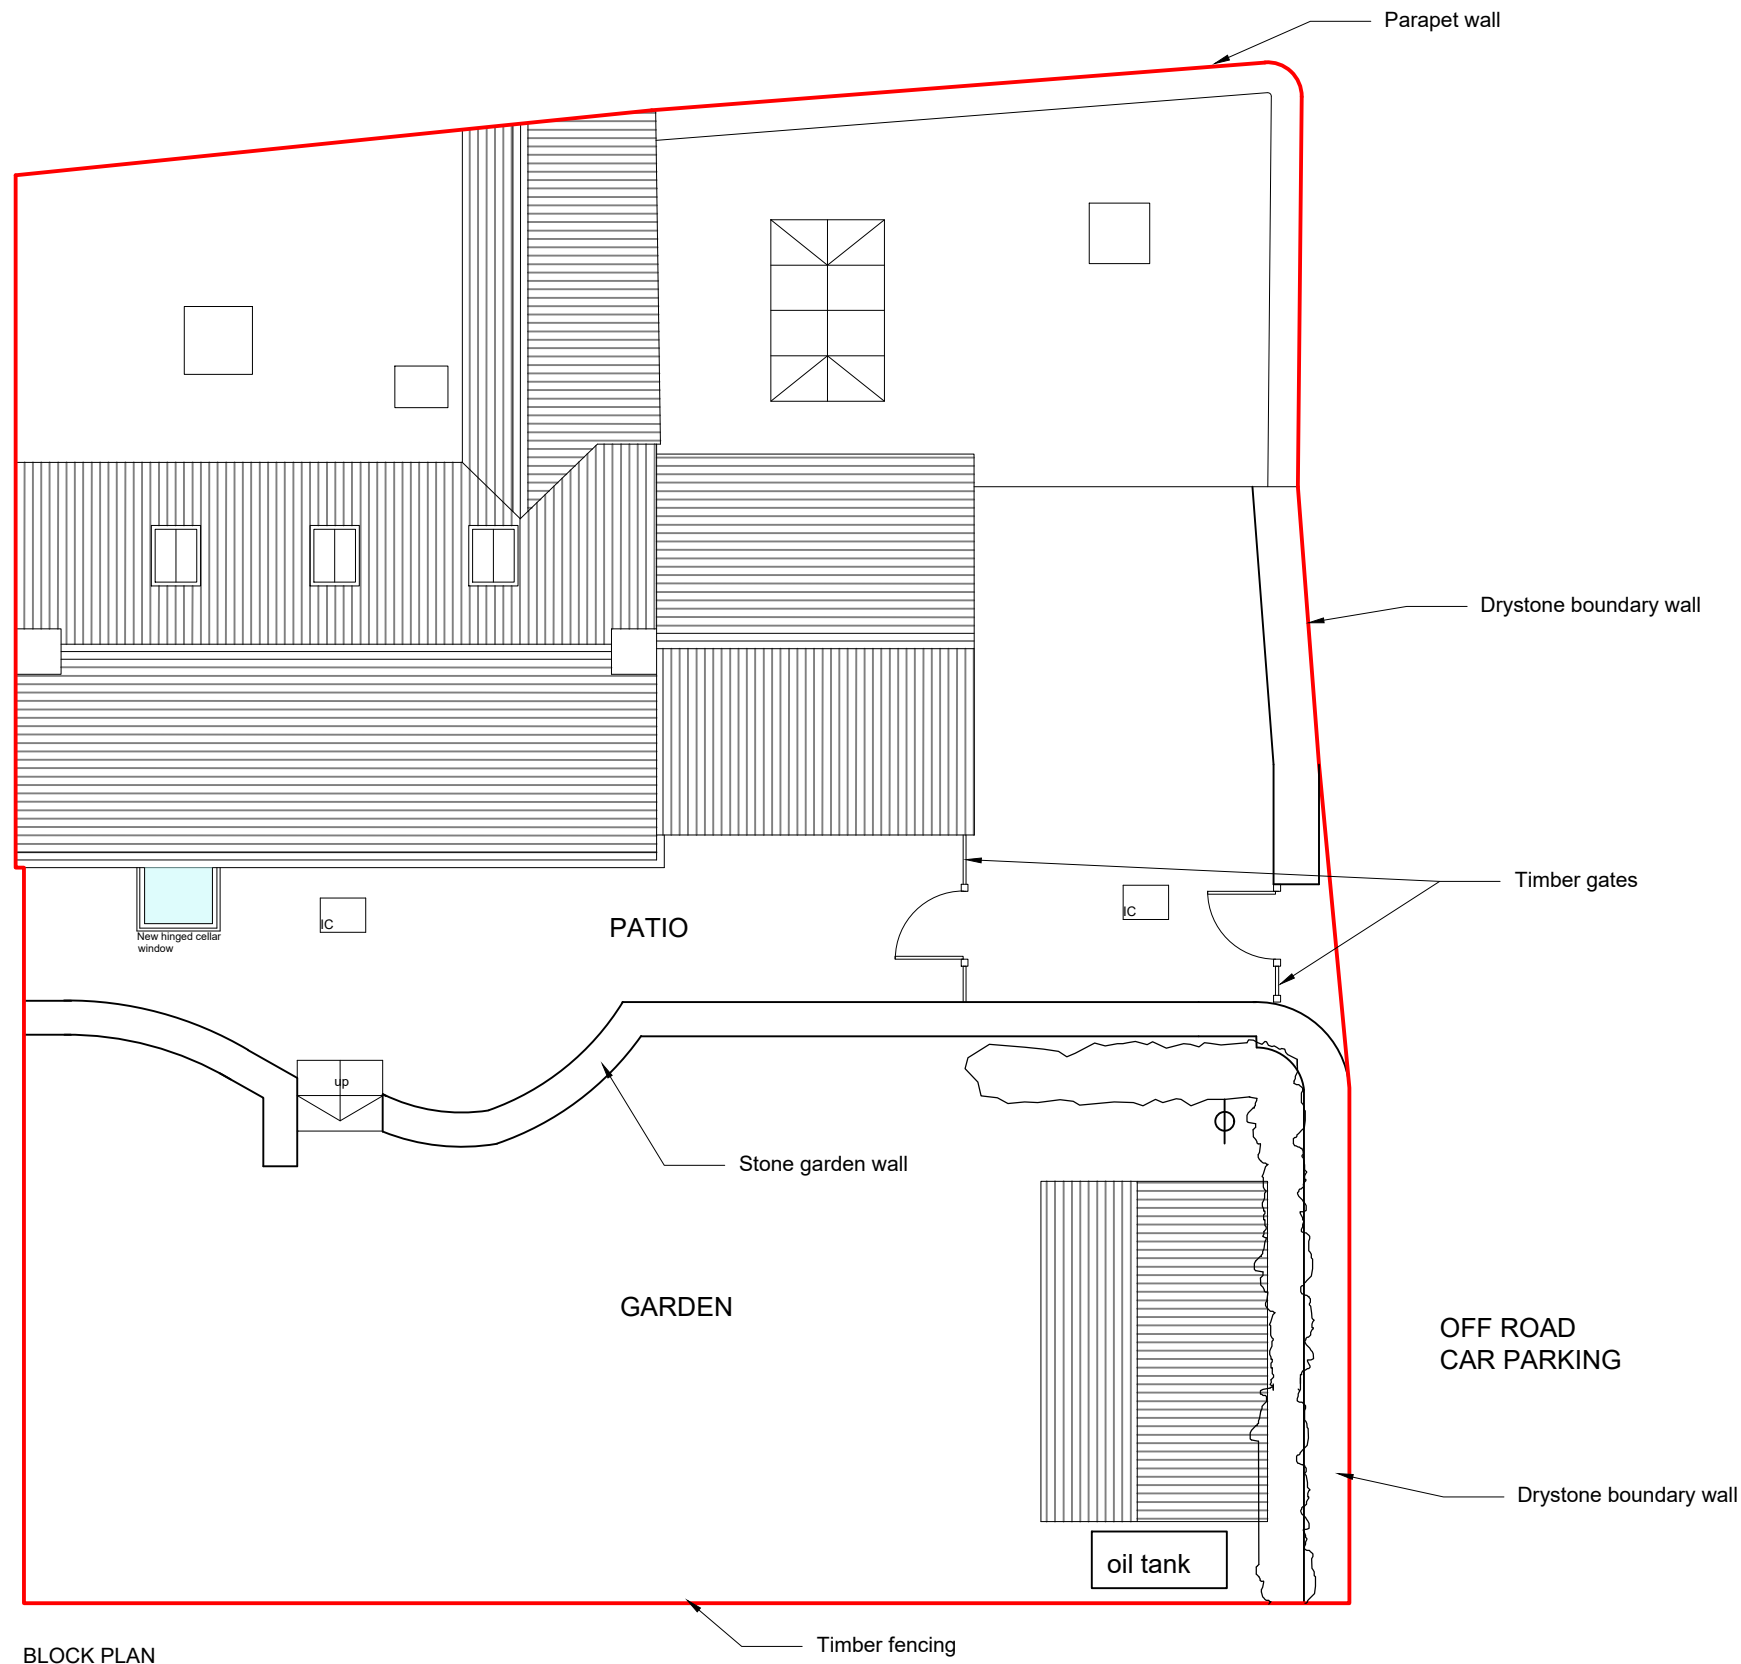 Parapet wall
Drystone boundary wall
Timber gates
IC
IC
PATIO
New hinged cellar
window
up
Stone garden wall
GARDEN
OFF ROAD
CAR PARKING
Drystone boundary wall
oil tank
Timber fencing
BLOCK PLAN